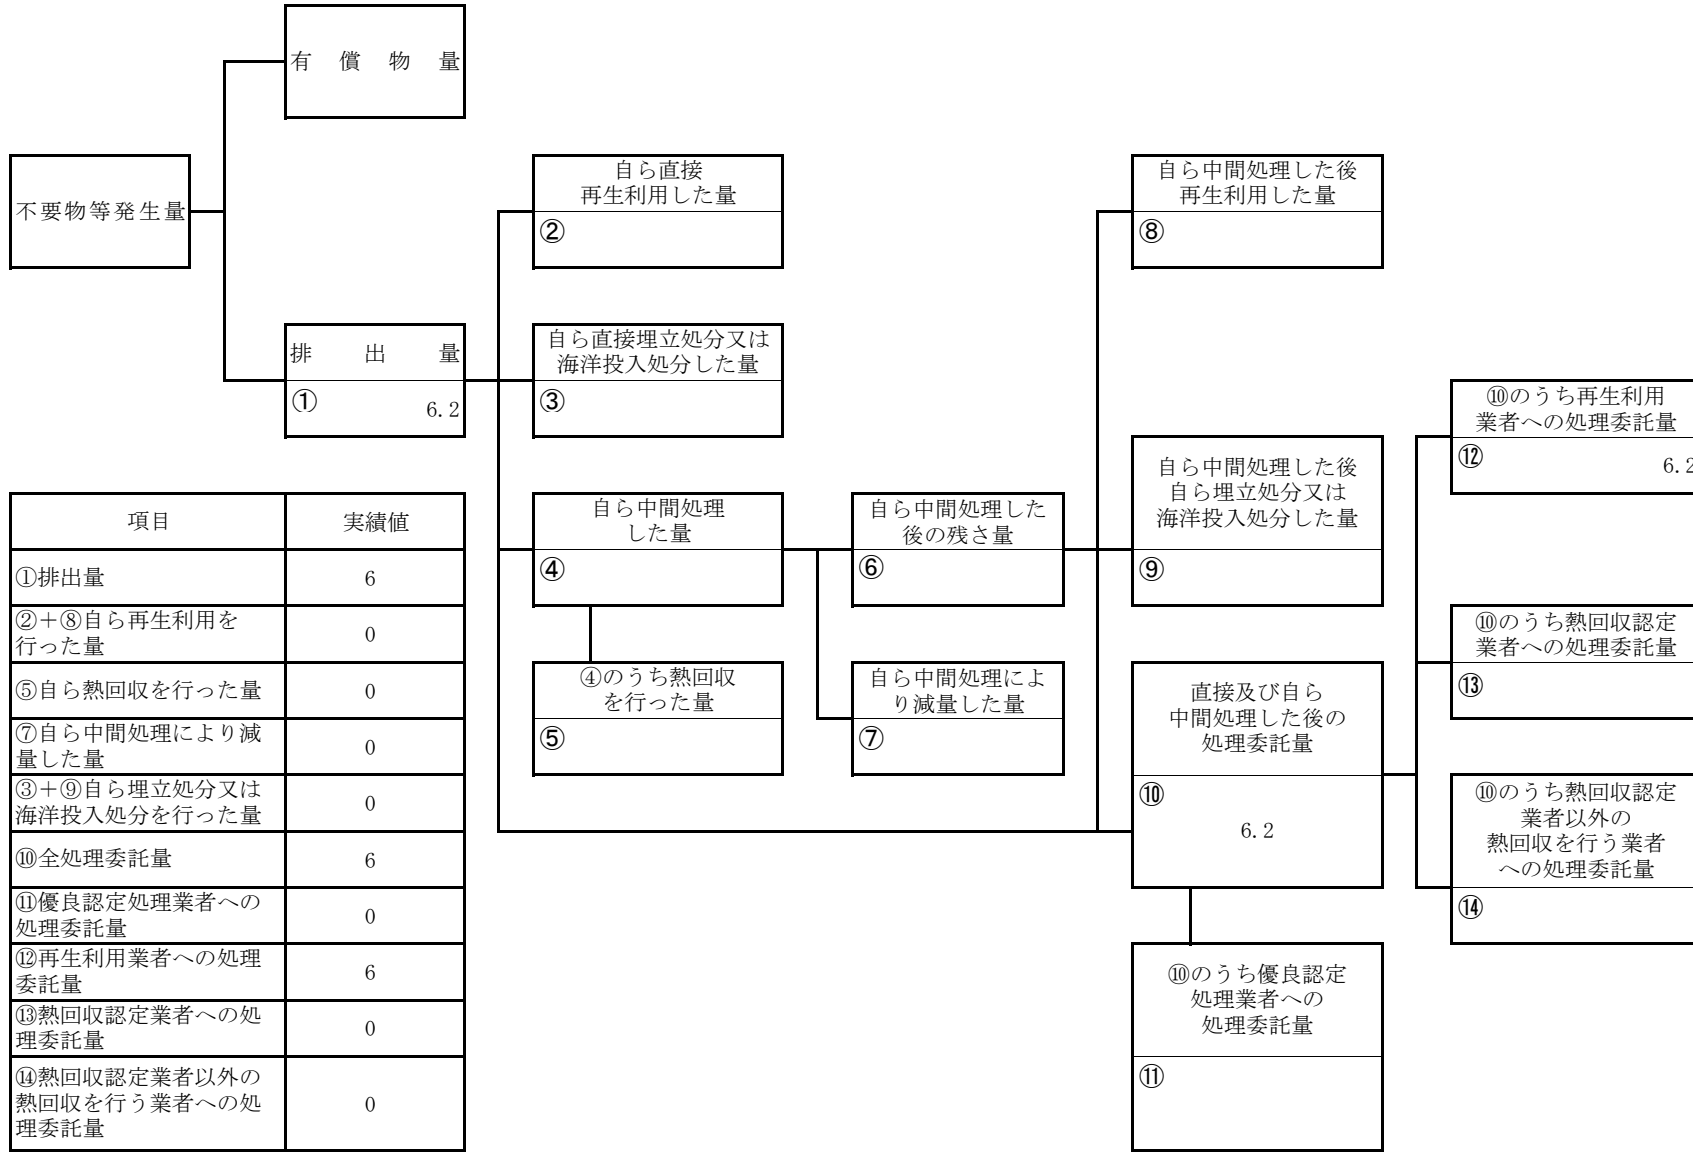 有償物量
不要物等発生量
排出量
① 6.2
自ら直接
再生利用した量
②
自ら直接埋立処分又は
海洋投入処分した量
③
自ら中間処理
した量
④
④のうち熱回収
を行った量
⑤
自ら中間処理した
後の残さ量
⑥
自ら中間処理によ
り減量した量
⑦
自ら中間処理した後
再生利用した量
⑧
自ら中間処理した後
自ら埋立処分又は
海洋投入処分した量
⑨
直接及び自ら
中間処理した後の
処理委託量
⑩
6.2
⑩のうち優良認定
処理業者への
処理委託量
⑪
⑩のうち再生利用
業者への処理委託量
⑫ 6.2
⑩のうち熱回収認定
業者への処理委託量
⑬
⑩のうち熱回収認定
業者以外の
熱回収を行う業者
への処理委託量
⑭
項目 実績値
①排出量 6
②+⑧自ら再生利用を
行った量 0
⑤自ら熱回収を行った量 0
⑦自ら中間処理により減
量した量 0
③+⑨自ら埋立処分又は
海洋投入処分を行った量 0
⑩全処理委託量 6
⑪優良認定処理業者への
処理委託量 0
⑫再生利用業者への処理
委託量 6
⑬熱回収認定業者への処
理委託量 0
⑭熱回収認定業者以外の
熱回収を行う業者への処
理委託量 0